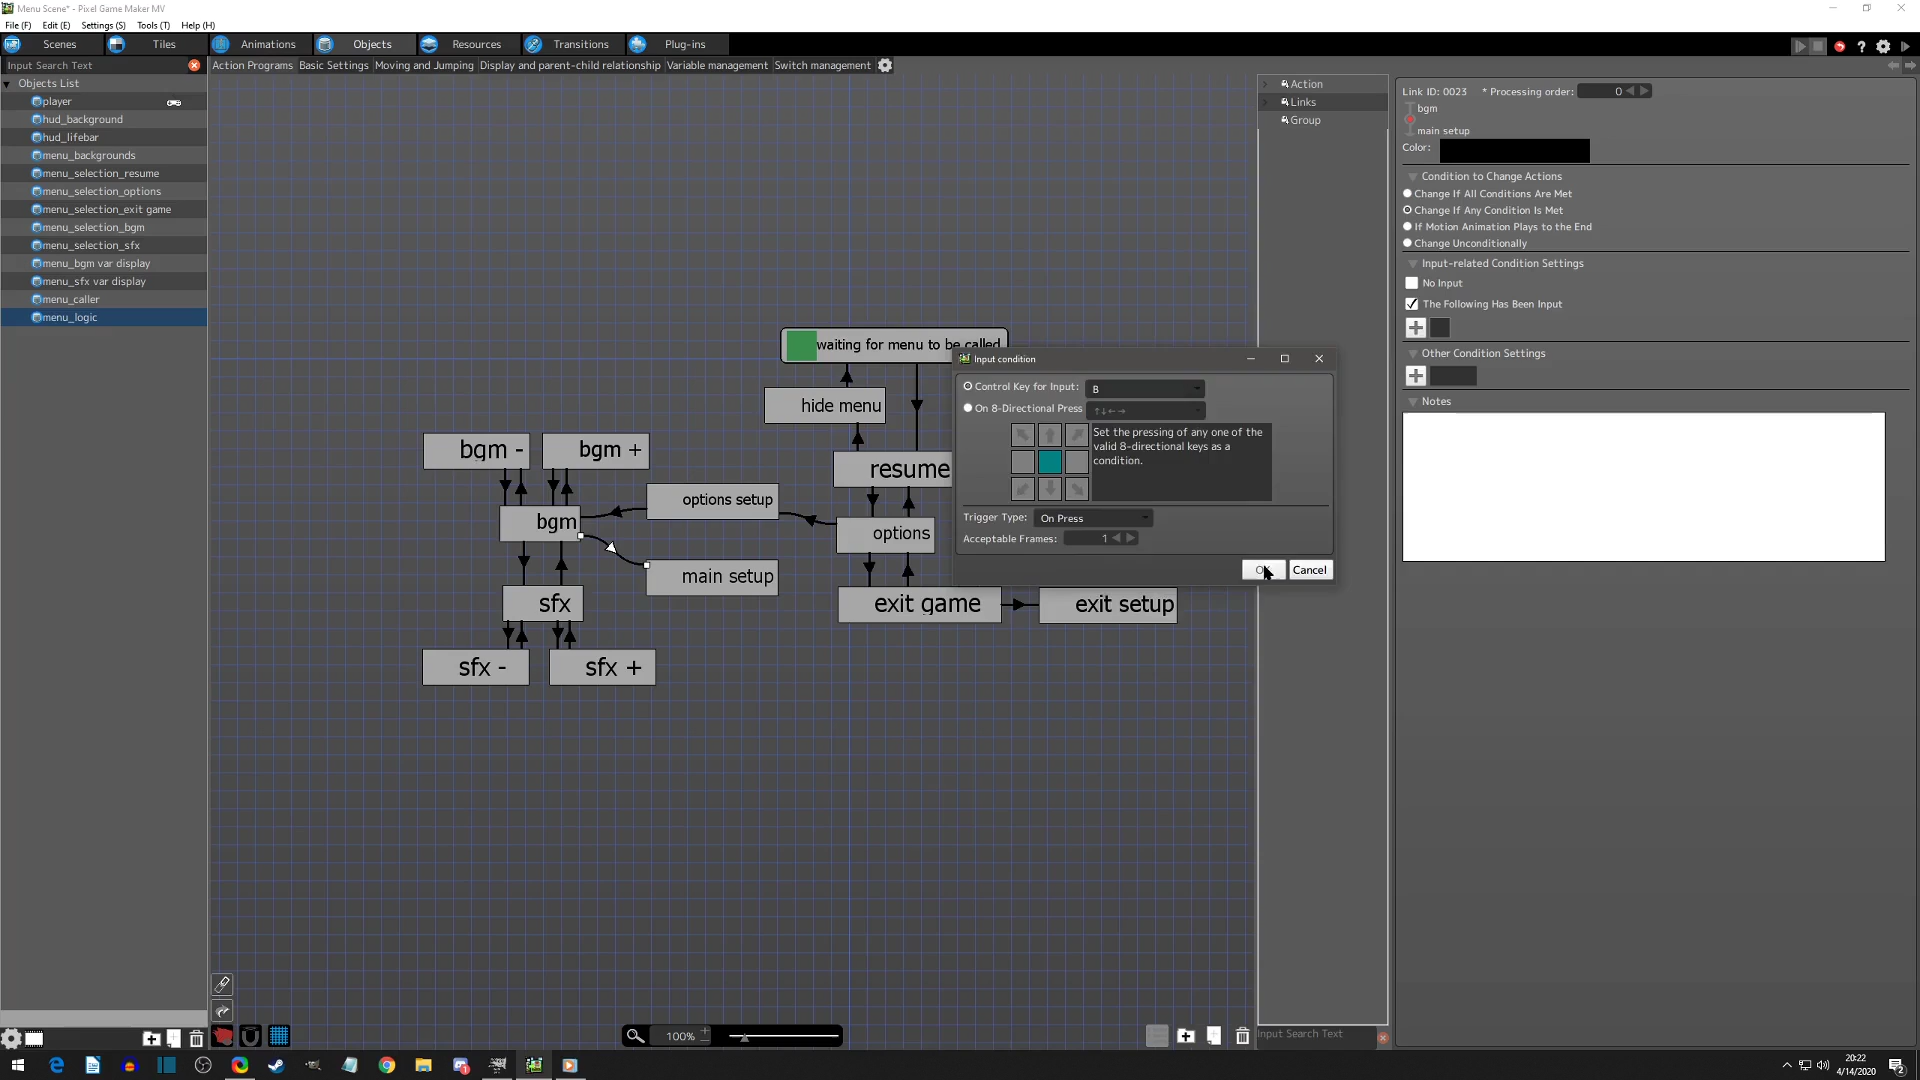 Menu Scene* - Pixel Game Maker MV
File (F) Edit (E) Settings (S) Tools (T) Help (H)
Scenes Tiles Animations Objects Resources Transitions Plug-ins
Input Search Text
Action Programs Basic Settings Moving and Jumping Display and parent-child relationship Variable management Switch management
Objects List
player
hud_background
hud_lifebar
menu_backgrounds
menu_selection_resume
menu_selection_options
menu_selection_exit game
menu_selection_bgm
menu_selection_sfx
menu_bgm var display
menu_sfx var display
menu_caller
menu_logic
waiting for menu to be called
hide menu
bgm -
bgm +
resume
options setup
bgm
options
main setup
sfx
exit game
exit setup
sfx -
sfx +
100%
Action
Links
Group
Input Search Text
Input condition
Control Key for Input: B
On 8-Directional Press ↑↓←→
Set the pressing of any one of the
valid 8-directional keys as a
condition.
Trigger Type: On Press
Acceptable Frames: 1
Cancel
Link ID: 0023 * Processing order: 0
bgm
main setup
Color:
Condition to Change Actions
Change If All Conditions Are Met
Change If Any Condition Is Met
If Motion Animation Plays to the End
Change Unconditionally
Input-related Condition Settings
No Input
The Following Has Been Input
Other Condition Settings
Notes
20:22
4/14/2020